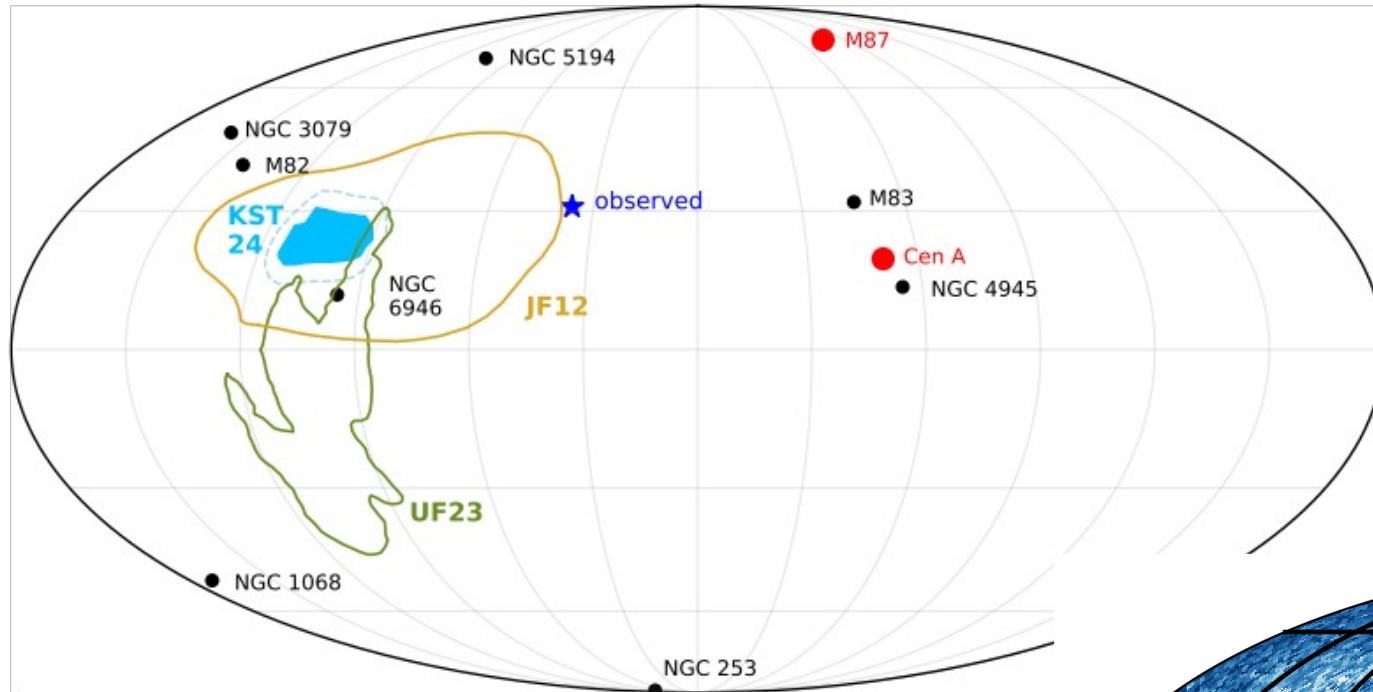 M87
NGC 5194
NGC 3079
M82
KST
24
observed
M83
Cen A
NGC 4945
NGC
6946
JF12
UF23
NGC 1068
NGC 253